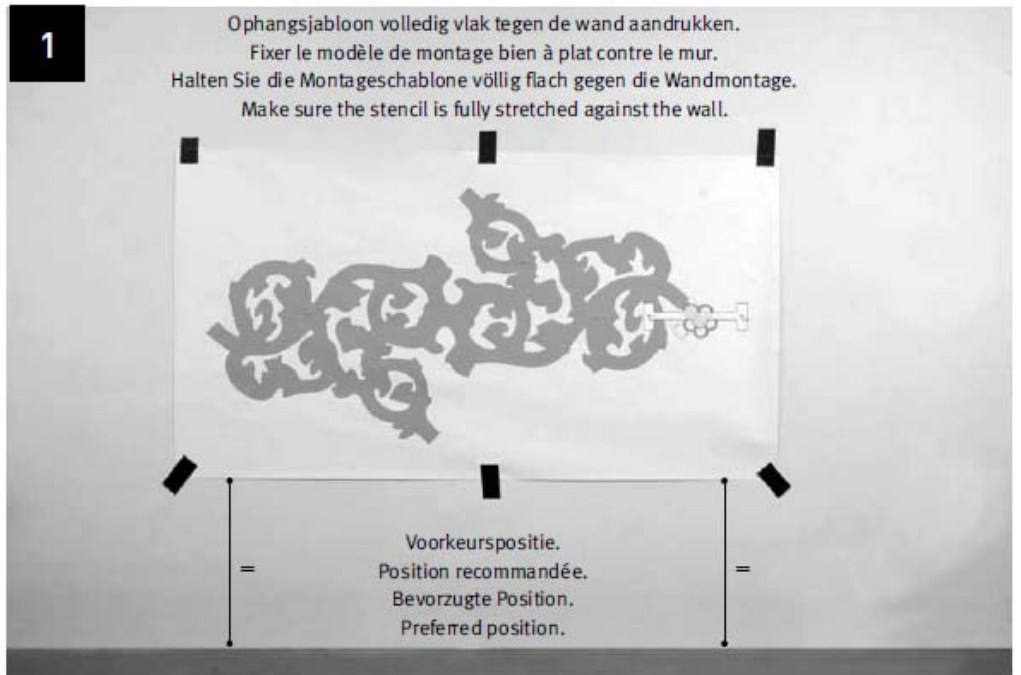 1
Ophangsjabloon volledig vlak tegen de wand aandrukken.
Fixer le modèle de montage bien à plat contre le mur.
Halten Sie die Montageschablone völlig flach gegen die Wandmontage.
Make sure the stencil is fully stretched against the wall.
=
=
Voorkeurspositie.
Position recommandée.
Bevorzugte Position.
Preferred position.